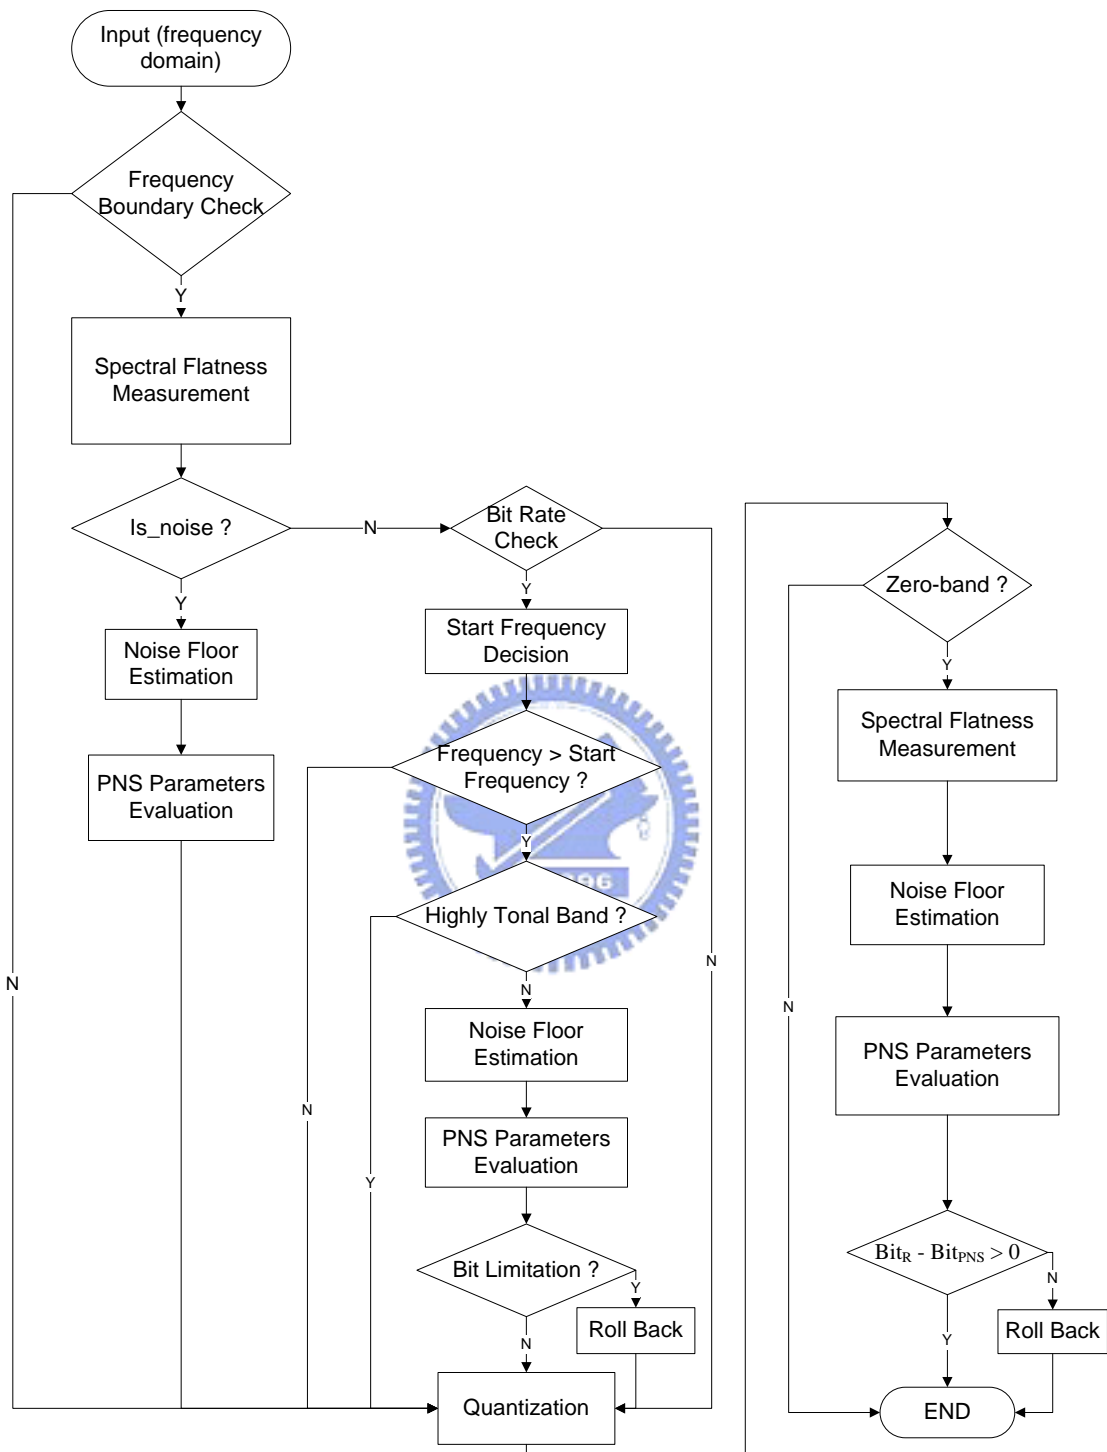 Input (frequency
domain)
Frequency
Boundary Check
Y
N
Spectral Flatness
Measurement
Is_noise ?
N
Y
Noise Floor
Estimation
PNS Parameters
Evaluation
Bit Rate
Check
Y
N
Start Frequency
Decision
Frequency > Start
Frequency ?
Y
N
Highly Tonal Band ?
N
Y
Noise Floor
Estimation
PNS Parameters
Evaluation
Bit Limitation ?
Y
N
Roll Back
Quantization
Zero-band ?
Y
N
Spectral Flatness
Measurement
Noise Floor
Estimation
PNS Parameters
Evaluation
BitR - BitPNS > 0
N
Y
Roll Back
END